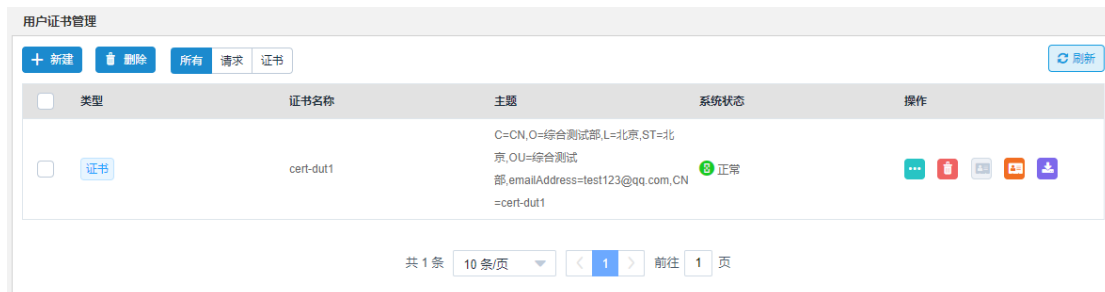 用户证书管理
新建 删除 所有 请求 证书 刷新
类型 证书名称 主题 系统状态 操作
C=CN,O=综合测试部,L=北京,ST=北
京,OU=综合测试
证书 cert-dut1 部,emailAddress=test123@qq.com,CN 正常
=cert-dut1
共 1 条 10 条/页 1 前往 1 页